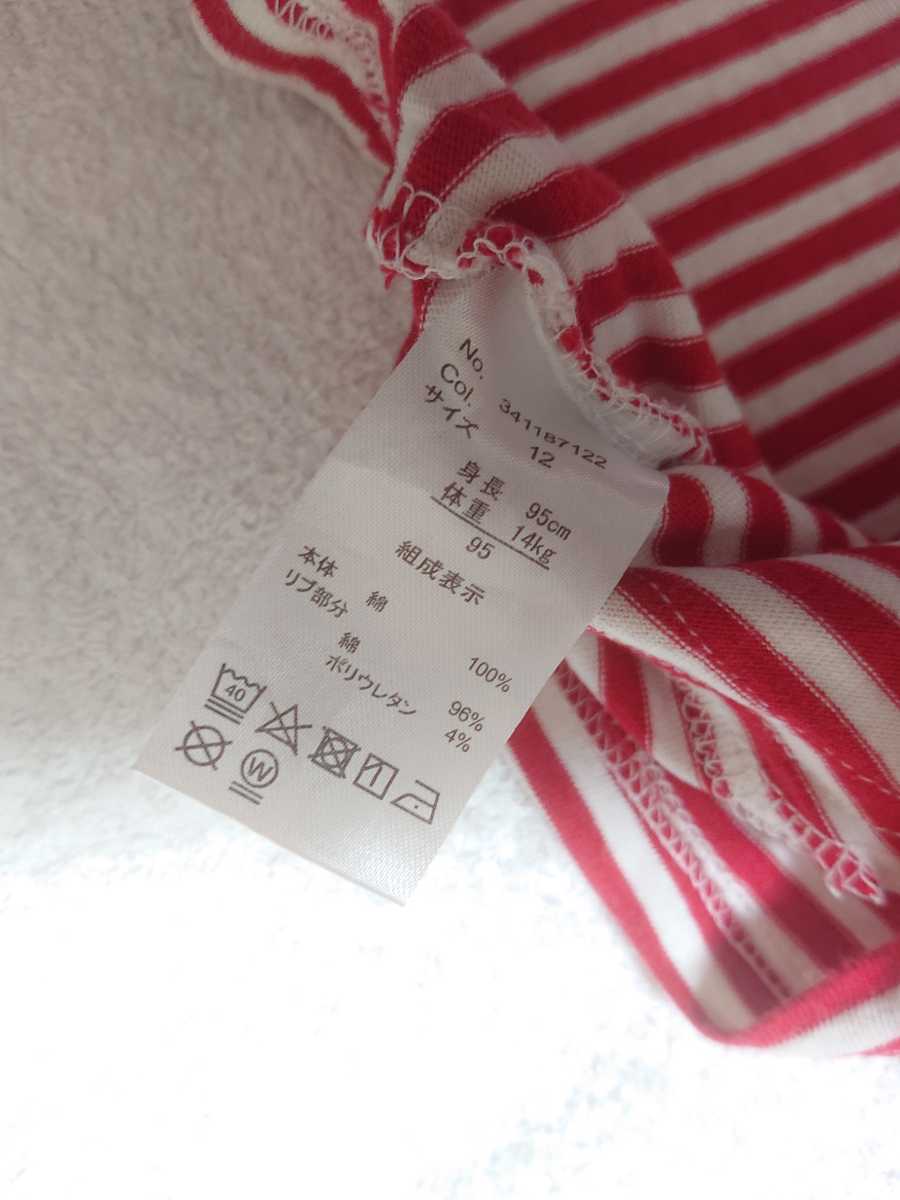 No. 341187122
Col. 12
サイズ
身長 95cm
体重 14kg
95
組成表示
本体
綿 100%
リブ部分
綿 96%
ポリウレタン 4%
40
W